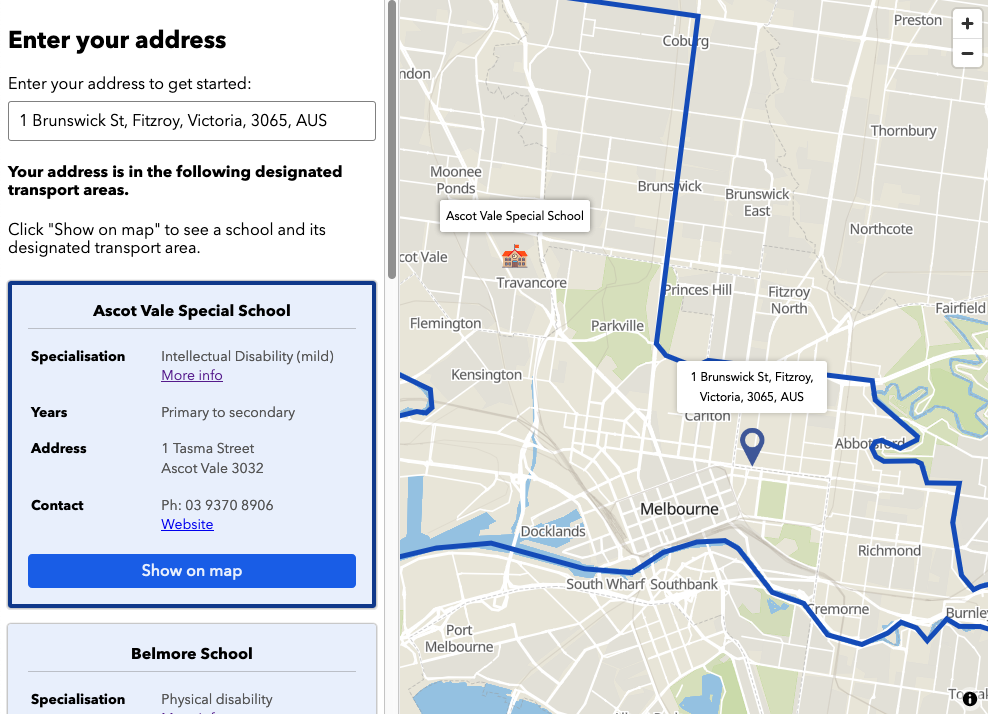 Enter your address
Enter your address to get started:
1 Brunswick St, Fitzroy, Victoria, 3065, AUS
Your address is in the following designated
transport areas.
Click "Show on map" to see a school and its
designated transport area.
Ascot Vale Special School
Specialisation
Intellectual Disability (mild)
More info
Years
Primary to secondary
Address
1 Tasma Street
Ascot Vale 3032
Contact
Ph: 03 9370 8906
Website
Show on map
Belmore School
Specialisation
Physical disability
Preston
+
Coburg
−
ndon
Thornbury
Moonee
Ponds
Brunswick
Brunswick
East
Ascot Vale Special School
Northcote
cot Vale
Travancore
Princes Hill
Fitzroy
North
Fairfield
Flemington
Parkville
Kensington
1 Brunswick St, Fitzroy,
Victoria, 3065, AUS
Carlton
Abbotsford
Melbourne
Docklands
Richmond
South Wharf
Southbank
Cremorne
Burnley
Port
Melbourne
i